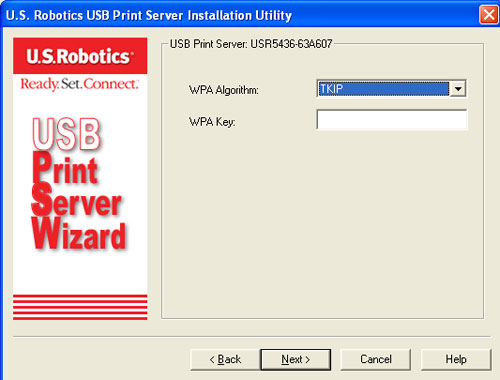 U.S. Robotics USB Print Server Installation Utility
U.S.Robotics®
Ready. Set. Connect.™
USB
Print
Server
Wizard
USB Print Server: USR5436-63A607
WPA Algorithm: TKIP
WPA Key:
< Back Next > Cancel Help